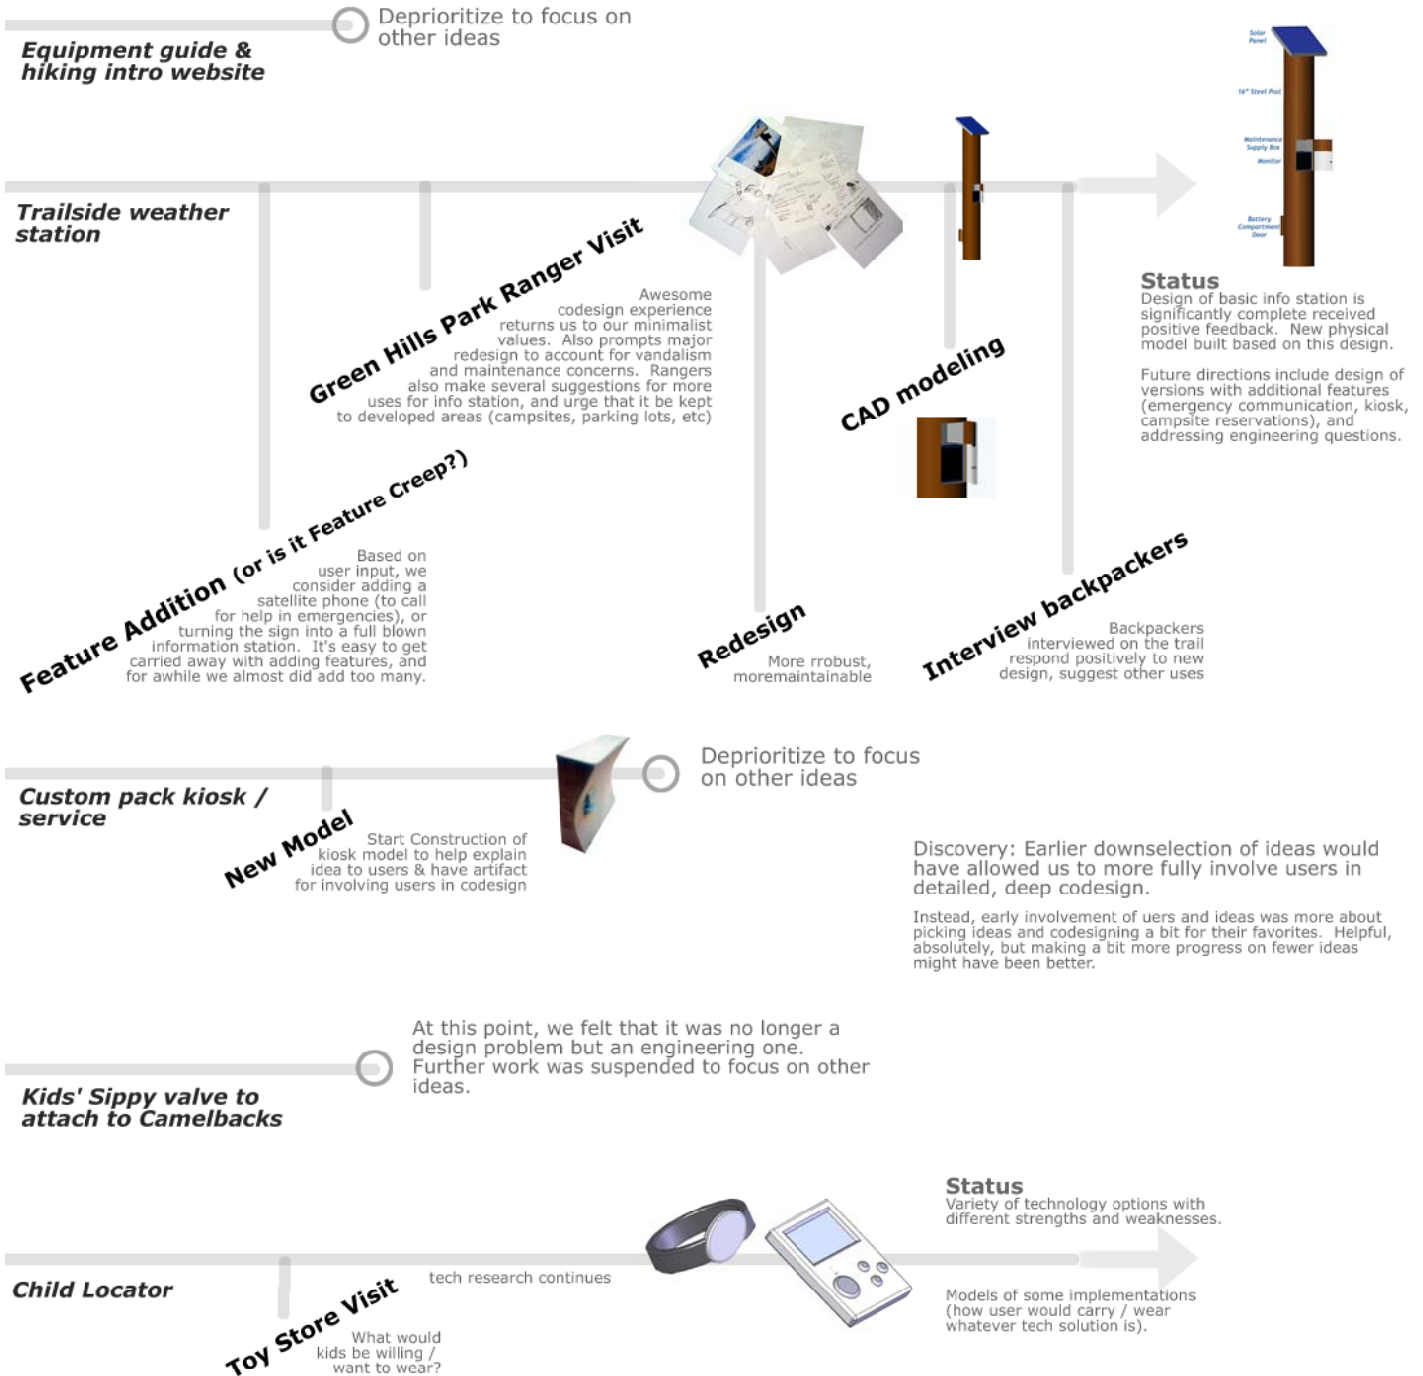 Deprioritize to focus on
other ideas
Equipment guide &
hiking intro website
Solar
Panel
16" Steel Post
Maintenance
Supply Box
Monitor
Battery
Compartment
Door
Trailside weather
station
Green Hills Park Ranger Visit
Awesome
codesign experience
returns us to our minimalist
values.  Also prompts major
redesign to account for vandalism
and maintenance concerns.  Rangers
also make several suggestions for more
uses for info station, and urge that it be kept
to developed areas (campsites, parking lots, etc)
CAD modeling
Status
Design of basic info station is
significantly complete received
positive feedback.  New physical
model built based on this design.
Future directions include design of
versions with additional features
(emergency communication, kiosk,
campsite reservations), and
addressing engineering questions.
Feature Addition (or is it Feature Creep?)
Based on
user input, we
consider adding a
satellite phone (to call
for help in emergencies), or
turning the sign into a full blown
information station.  It's easy to get
carried away with adding features, and
for awhile we almost did add too many.
Redesign
More rrobust,
moremaintainable
Interview backpackers
Backpackers
interviewed on the trail
respond positively to new
design, suggest other uses
Deprioritize to focus
on other ideas
Custom pack kiosk /
service
New Model
Start Construction of
kiosk model to help explain
idea to users & have artifact
for involving users in codesign
Discovery: Earlier downselection of ideas would
have allowed us to more fully involve users in
detailed, deep codesign.
Instead, early involvement of uers and ideas was more about
picking ideas and codesigning a bit for their favorites.  Helpful,
absolutely, but making a bit more progress on fewer ideas
might have been better.
At this point, we felt that it was no longer a
design problem but an engineering one.
Further work was suspended to focus on other
ideas.
Kids' Sippy valve to
attach to Camelbacks
Status
Variety of technology options with
different strengths and weaknesses.
Child Locator
tech research continues
Toy Store Visit
What would
kids be willing /
want to wear?
Models of some implementations
(how user would carry / wear
whatever tech solution is).